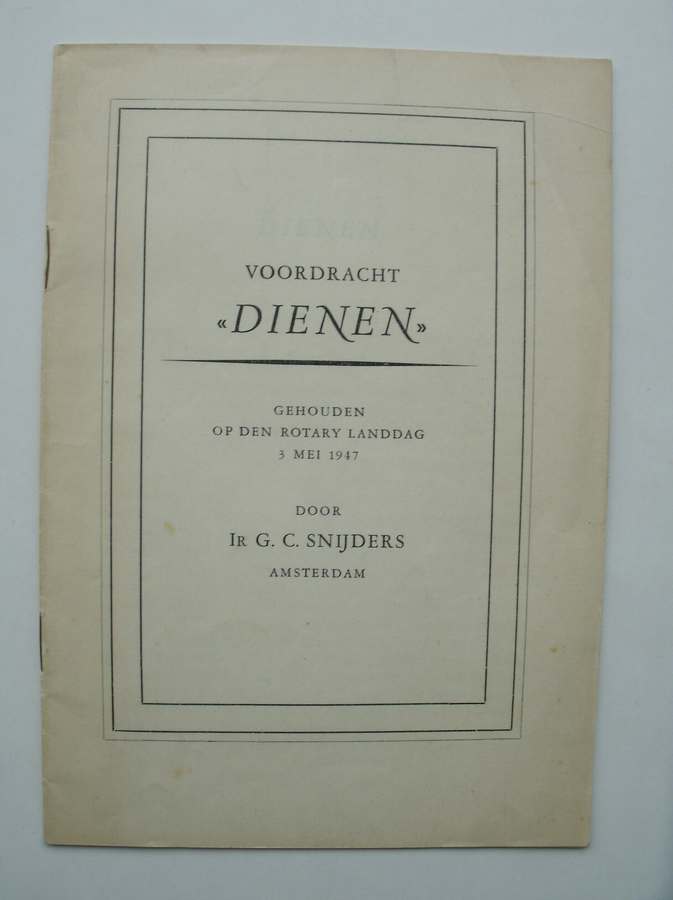 VOORDRACHT
«DIENEN»
GEHOUDEN
OP DEN ROTARY LANDDAG
3 MEI 1947
DOOR
IR G. C. SNIJDERS
AMSTERDAM